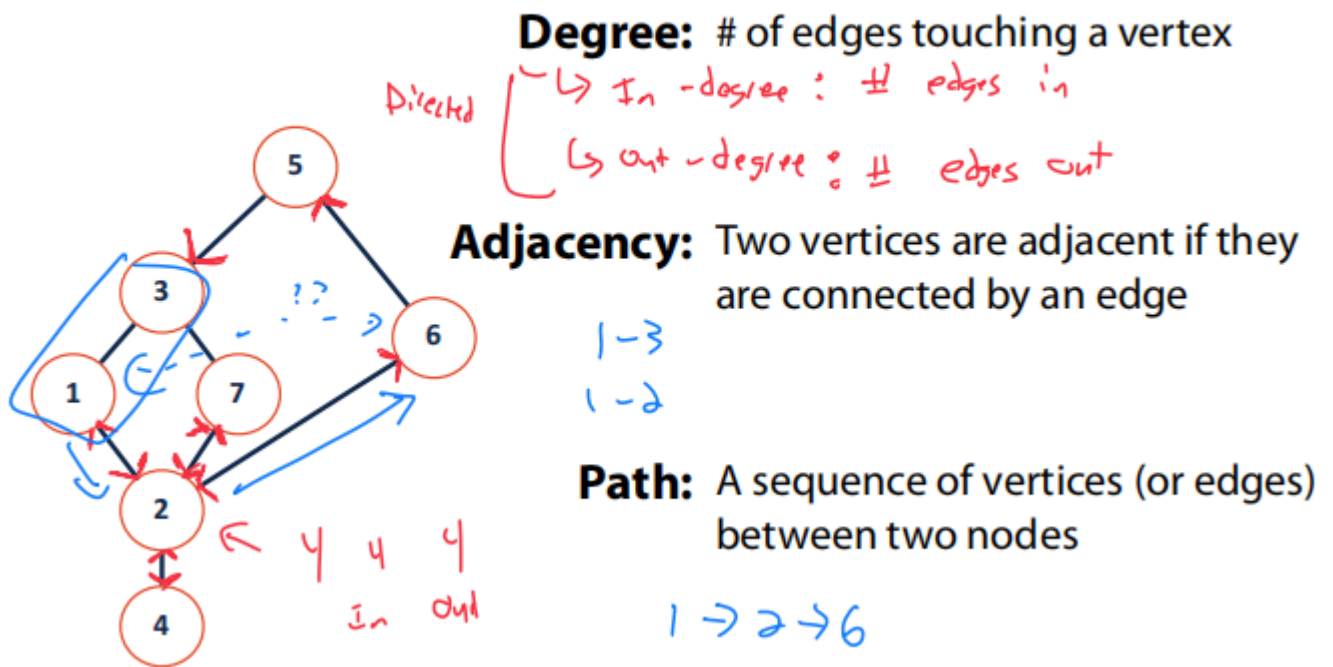 Degree: # of edges touching a vertex
Directed
↳ In-degree : # edges in
↳ out-degree : # edges out
5
Adjacency: Two vertices are adjacent if they
are connected by an edge
3
??
6
1-3
1
7
1-2
Path: A sequence of vertices (or edges)
between two nodes
2
4 4 4
In out
4
1 → 2 → 6